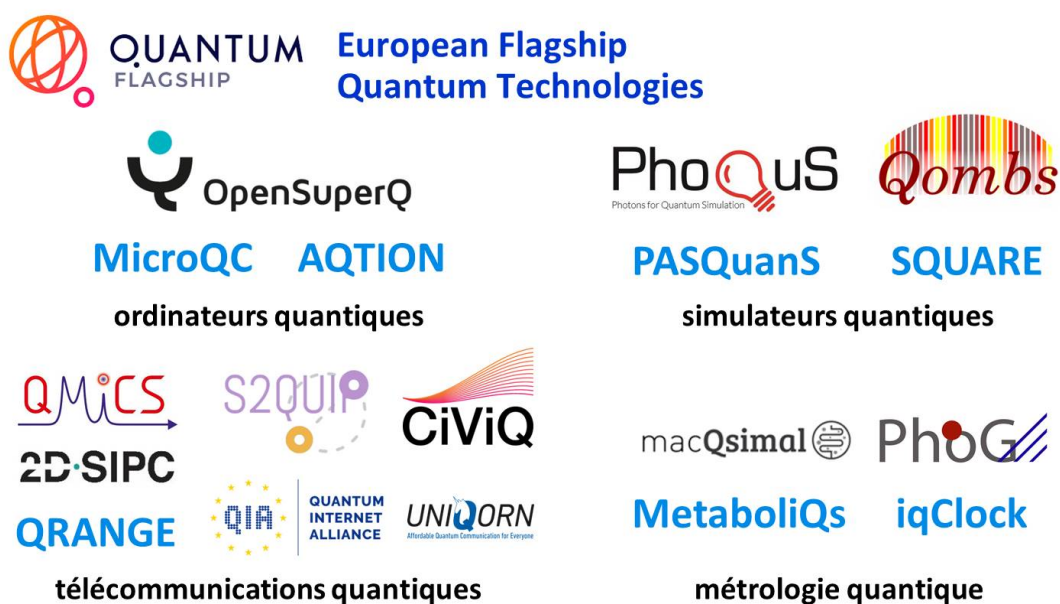 QUANTUM
FLAGSHIP
European Flagship
Quantum Technologies
OpenSuperQ
MicroQC AQTION
ordinateurs quantiques
PhoQuS
Photons for Quantum Simulation
Qombs
PASQuanS SQUARE
simulateurs quantiques
QMiCS
S2QUIP
CiViQ
2D·SIPC
QRANGE
QIA
QUANTUM
INTERNET
ALLIANCE
UNIQORN
Affordable Quantum Communication for Everyone
télécommunications quantiques
macQsimal
PhoG
MetaboliQs iqClock
métrologie quantique